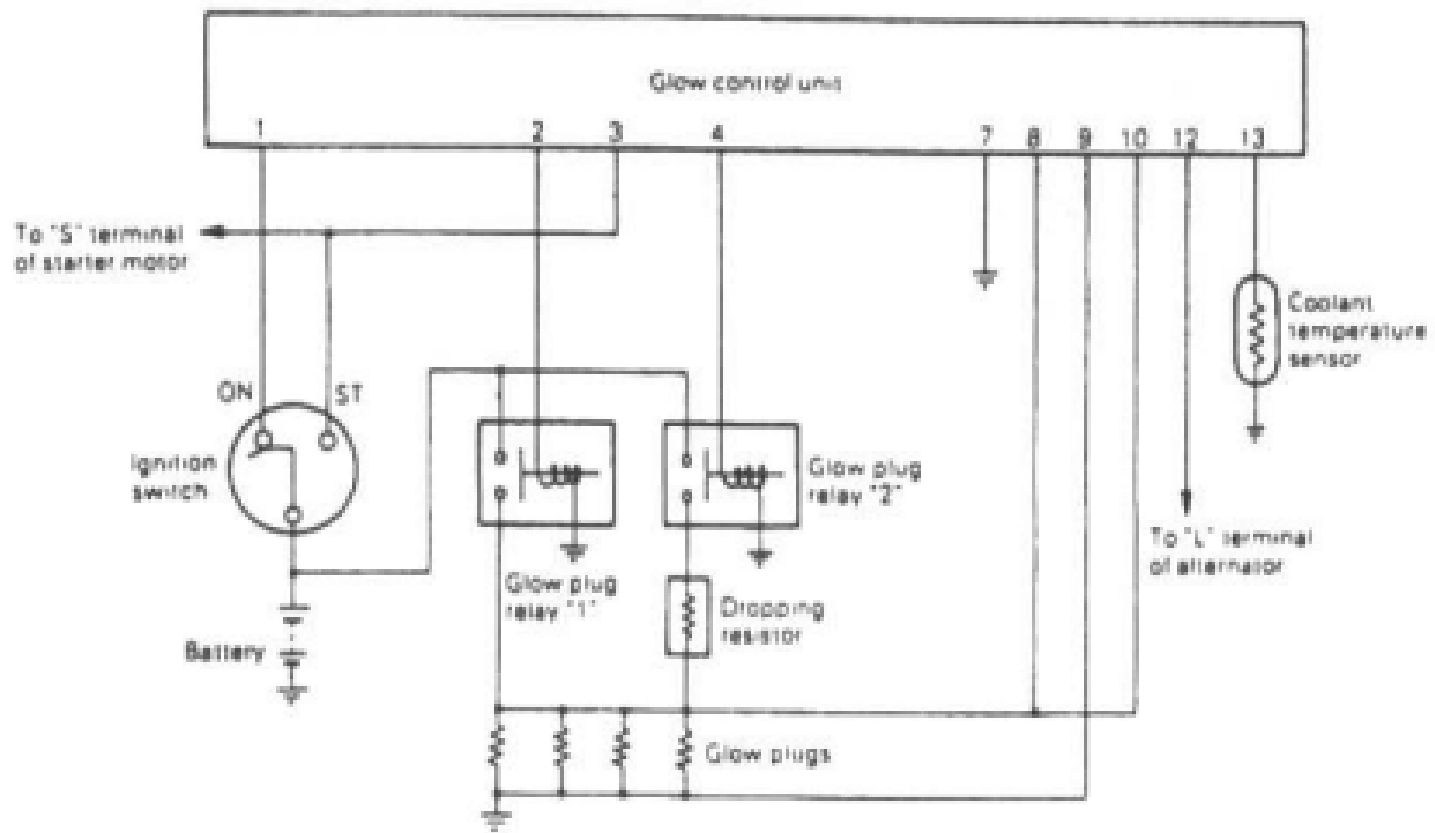 Glow control unit
1 2 3 4 7 8 9 10 12 13
To "S" terminal
of starter motor
Coolant
temperature
sensor
ON ST
Ignition
switch
Glow plug
relay "2"
To "L" terminal
of alternator
Glow plug
relay "1"
Dropping
resistor
Battery
Glow plugs